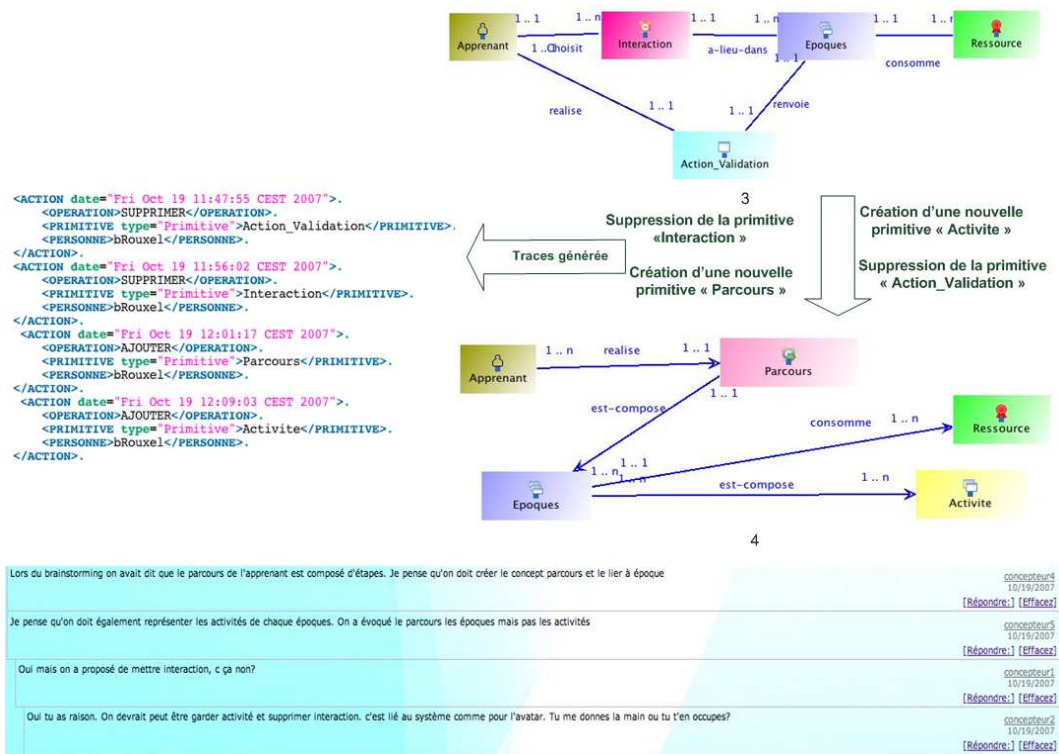 1 .. 1
1 .. n
1 .. 1
1 .. n
1 .. 1
Apprenant
Choisit
Interaction
a-lieu-dans
Epoques
consomme
Ressource
1 .. 1
realise
1 .. 1
1 .. 1
renvoie
Action_Validation
3
<ACTION date="Fri Oct 19 11:47:55 CEST 2007">.
<OPERATION>SUPPRIMER</OPERATION>.
<PRIMITIVE type="Primitive">Action_Validation</PRIMITIVE>.
<PERSONNE>bRouxel</PERSONNE>.
</ACTION>.
<ACTION date="Fri Oct 19 11:56:02 CEST 2007">.
<OPERATION>SUPPRIMER</OPERATION>.
<PRIMITIVE type="Primitive">Interaction</PRIMITIVE>.
<PERSONNE>bRouxel</PERSONNE>.
</ACTION>.
<ACTION date="Fri Oct 19 12:01:17 CEST 2007">.
<OPERATION>AJOUTER</OPERATION>.
<PRIMITIVE type="Primitive">Parcours</PRIMITIVE>.
<PERSONNE>bRouxel</PERSONNE>.
</ACTION>.
<ACTION date="Fri Oct 19 12:09:03 CEST 2007">.
<OPERATION>AJOUTER</OPERATION>.
<PRIMITIVE type="Primitive">Activite</PRIMITIVE>.
<PERSONNE>bRouxel</PERSONNE>.
</ACTION>.
Traces générée
Suppression de la primitive
«Interaction »
Création d'une nouvelle
primitive « Parcours »
Création d'une nouvelle
primitive « Activite »
Suppression de la primitive
« Action_Validation »
Apprenant
1 .. n
realise
1 .. 1
Parcours
1 .. 1
est-compose
consomme
1 .. n
Ressource
1 .. n
1 .. 1
Epoques
est-compose
1 .. n
Activite
4
Lors du brainstorming on avait dit que le parcours de l'apprenant est composé d'étapes. Je pense qu'on doit créer le concept parcours et le lier à époque
concepteur4
10/19/2007
[Répondre:] [Effacez]
Je pense qu'on doit également représenter les activités de chaque époques. On a évoqué le parcours les époques mais pas les activités
concepteur5
10/19/2007
[Répondre:] [Effacez]
Oui mais on a proposé de mettre interaction, c ça non?
concepteur1
10/19/2007
[Répondre:] [Effacez]
Oui tu as raison. On devrait peut être garder activité et supprimer interaction. c'est lié au système comme pour l'avatar. Tu me donnes la main ou tu t'en occupes?
concepteur2
10/19/2007
[Répondre:] [Effacez]